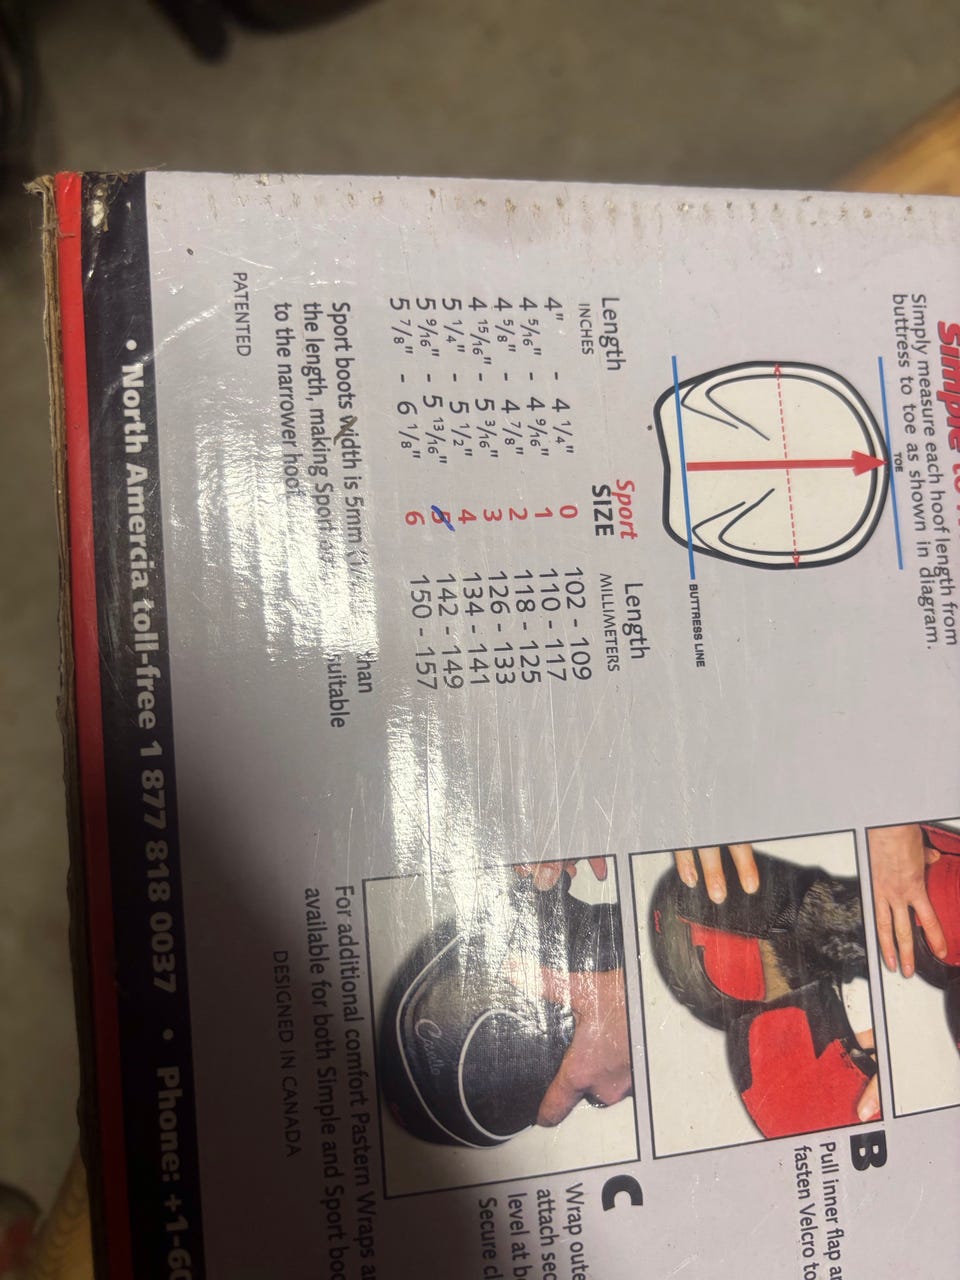 Simple
Simply measure each hoof length from
buttress to toe as shown in diagram.
TOE
BUTTRESS LINE
Length Sport Length
INCHES SIZE MILLIMETERS
4" - 4 1/4" 0 102 - 109
4 5/16" - 4 9/16" 1 110 - 117
4 5/8" - 4 7/8" 2 118 - 125
4 15/16" - 5 3/16" 3 126 - 133
5 1/4" - 5 1/2" 4 134 - 141
5 9/16" - 5 13/16" 5 142 - 149
5 7/8" - 6 1/8" 6 150 - 157
Sport boots width is 5mm than
the length, making Sport suitable
to the narrower hoof.
PATENTED
B
Pull inner flap
fasten Velcro to
C
Wrap
attach
level at
Secure
Cavallo
For additional comfort Pastern Wraps
available for both Simple and Sport
DESIGNED IN CANADA
• North Amercia toll-free 1 877 818 0037 • Phone: +1-60